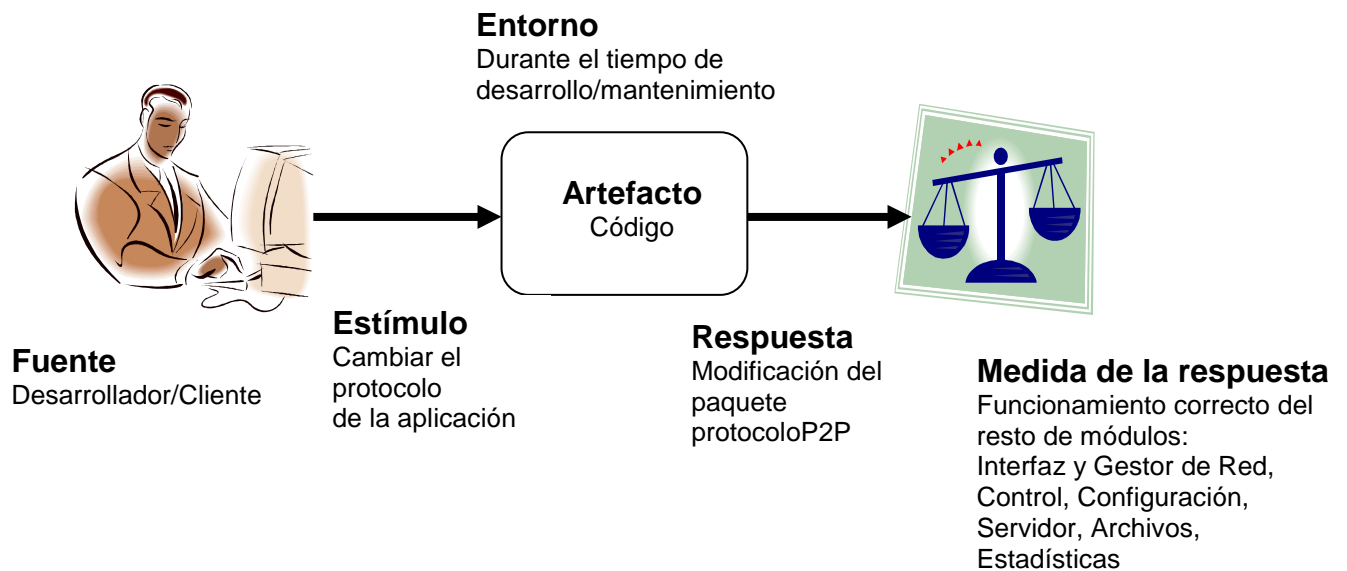 Entorno
Durante el tiempo de
desarrollo/mantenimiento
Artefacto
Código
Fuente
Desarrollador/Cliente
Estímulo
Cambiar el
protocolo
de la aplicación
Respuesta
Modificación del
paquete
protocoloP2P
Medida de la respuesta
Funcionamiento correcto del
resto de módulos:
Interfaz y Gestor de Red,
Control, Configuración,
Servidor, Archivos,
Estadísticas